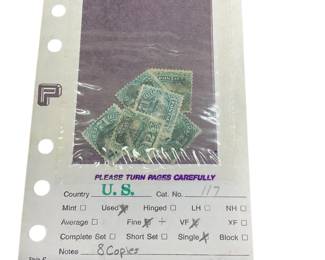 P
PLEASE TURN PAGES CAREFULLY
Country U.S. Cat. No. 117
Mint Used Hinged LH NH
Average Fine + VF XF
Complete Set Short Set Single Block
Notes 8 Copies